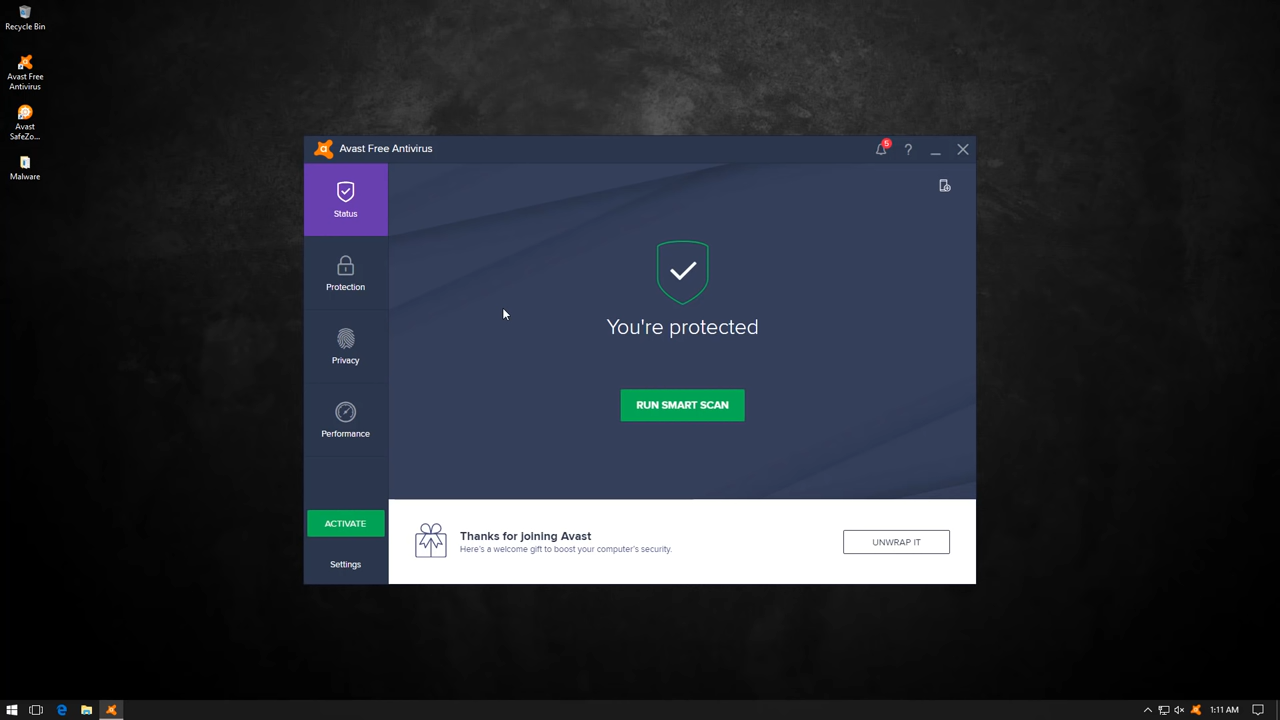 Recycle Bin
Avast Free
Antivirus
Avast
SafeZo...
Malware
Avast Free Antivirus
5
?
Status
Protection
Privacy
Performance
ACTIVATE
Settings
You're protected
RUN SMART SCAN
Thanks for joining Avast
Here's a welcome gift to boost your computer's security.
UNWRAP IT
1:11 AM